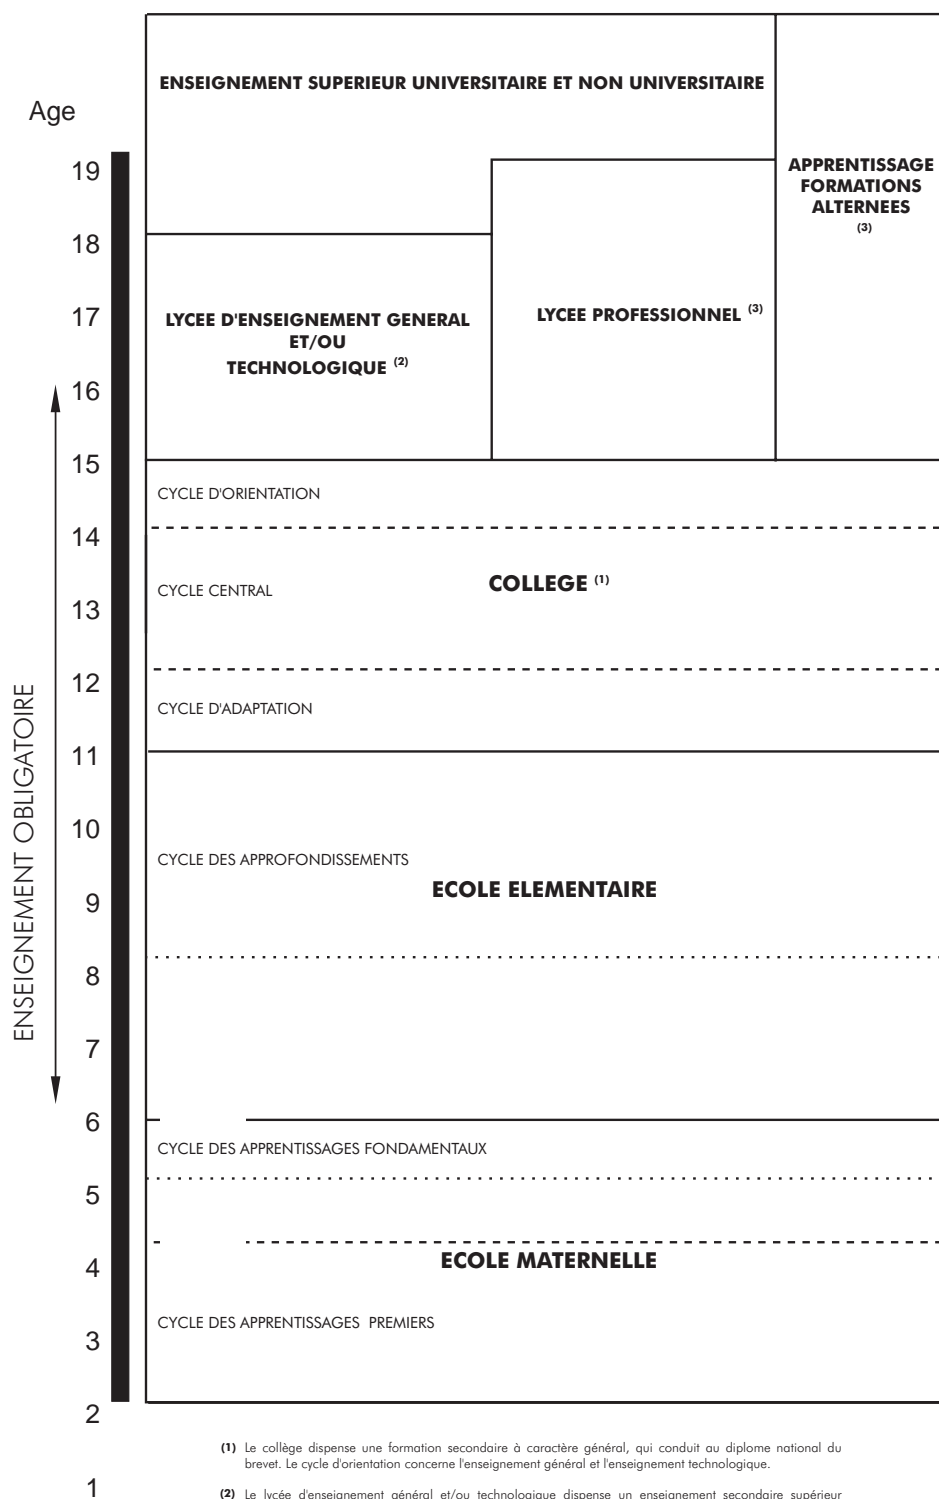 ENSEIGNEMENT SUPERIEUR UNIVERSITAIRE ET NON UNIVERSITAIRE
Age
19
APPRENTISSAGE
FORMATIONS
ALTERNEES
(3)
18
17
LYCEE D'ENSEIGNEMENT GENERAL
ET/OU
TECHNOLOGIQUE (2)
LYCEE PROFESSIONNEL (3)
16
15
CYCLE D'ORIENTATION
14
CYCLE CENTRAL
COLLEGE (1)
13
12
CYCLE D'ADAPTATION
11
ENSEIGNEMENT OBLIGATOIRE
10
CYCLE DES APPROFONDISSEMENTS
ECOLE ELEMENTAIRE
9
8
7
6
CYCLE DES APPRENTISSAGES FONDAMENTAUX
5
4
ECOLE MATERNELLE
CYCLE DES APPRENTISSAGES PREMIERS
3
2
(1) Le collège dispense une formation secondaire à caractère général, qui conduit au diplome national du
brevet. Le cycle d'orientation concerne l'enseignement général et l'enseignement technologique.
1
(2) Le lycée d'enseignement général et/ou technologique dispense un enseignement secondaire supérieur